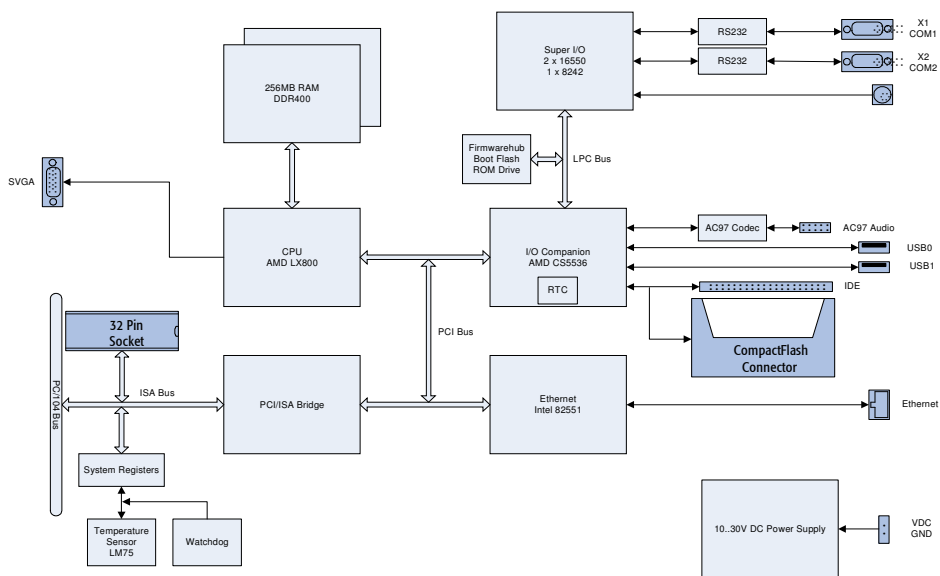 X1
COM1
RS232
Super I/O
2 x 16550
1 x 8242
X2
COM2
RS232
256MB RAM
DDR400
Firmwarehub
Boot Flash
ROM Drive
LPC Bus
SVGA
CPU
AMD LX800
I/O Companion
AMD CS5536
RTC
AC97 Codec
AC97 Audio
USB0
USB1
IDE
32 Pin
Socket
PCI Bus
CompactFlash
Connector
PC/104 Bus
ISA Bus
PCI/ISA Bridge
Ethernet
Intel 82551
Ethernet
System Registers
Temperature
Sensor
LM75
Watchdog
10..30V DC Power Supply
VDC
GND